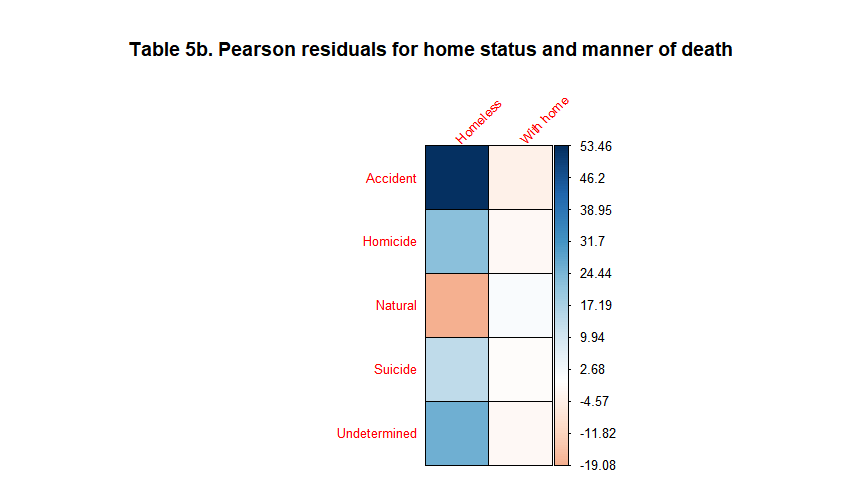 Table 5b. Pearson residuals for home status and manner of death
Homeless
With home
Accident
Homicide
Natural
Suicide
Undetermined
53.46
46.2
38.95
31.7
24.44
17.19
9.94
2.68
-4.57
-11.82
-19.08